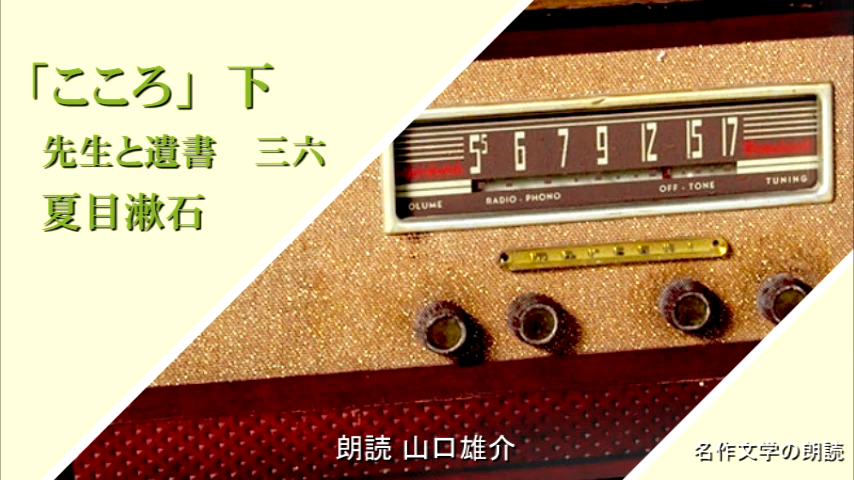 「こころ」 下
先生と遺書 三六
夏目漱石
55 6 7 9 12 15 17
OLUME
RADIO - PHONO
OFF - TONE
TUNING
朗読 山口雄介
名作文学の朗読